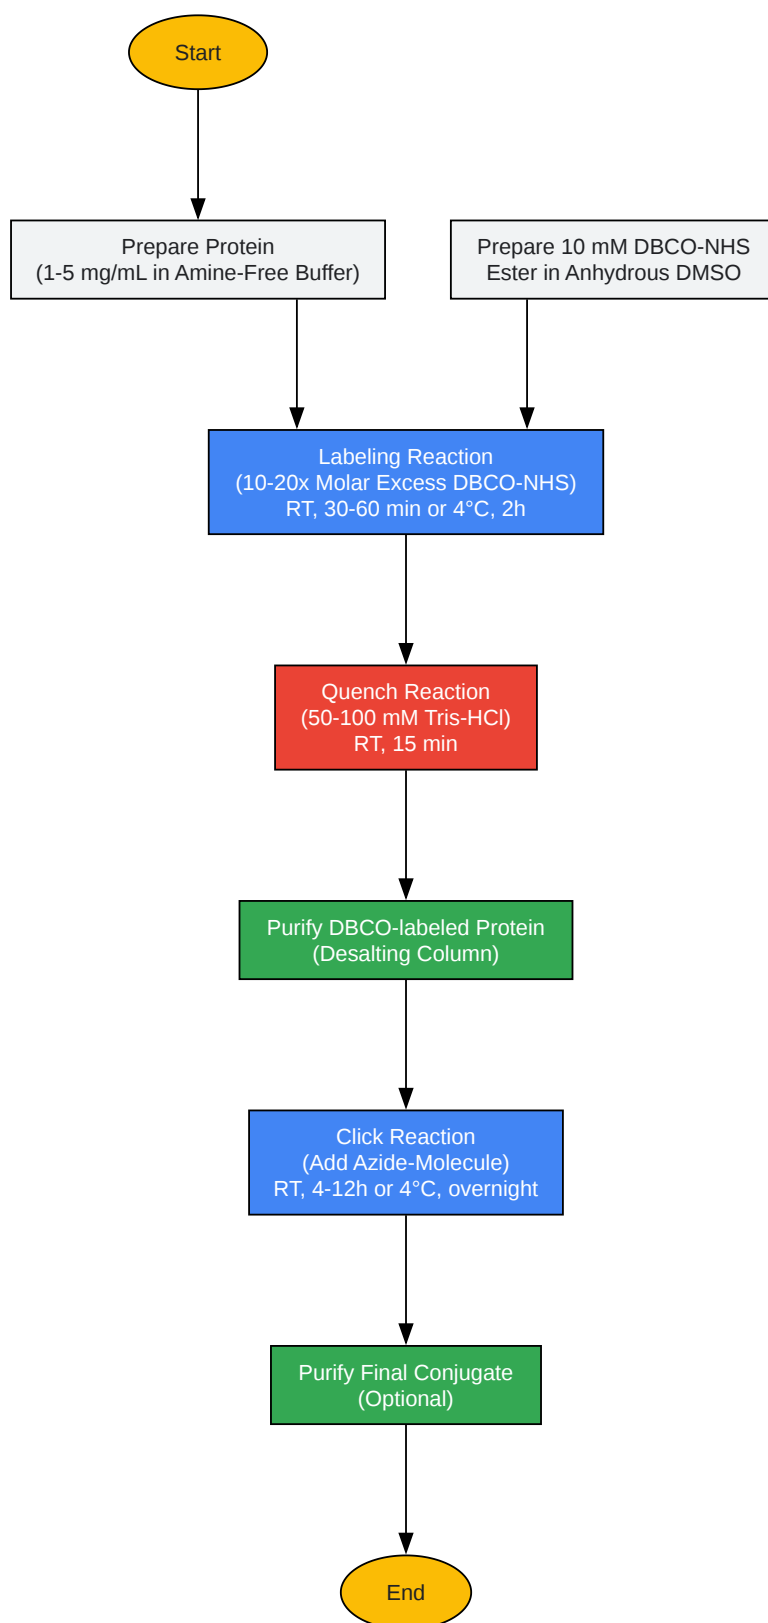 Start
Prepare Protein
(1-5 mg/mL in Amine-Free Buffer)
Prepare 10 mM DBCO-NHS
Ester in Anhydrous DMSO
Labeling Reaction
(10-20x Molar Excess DBCO-NHS)
RT, 30-60 min or 4°C, 2h
Quench Reaction
(50-100 mM Tris-HCl)
RT, 15 min
Purify DBCO-labeled Protein
(Desalting Column)
Click Reaction
(Add Azide-Molecule)
RT, 4-12h or 4°C, overnight
Purify Final Conjugate
(Optional)
End